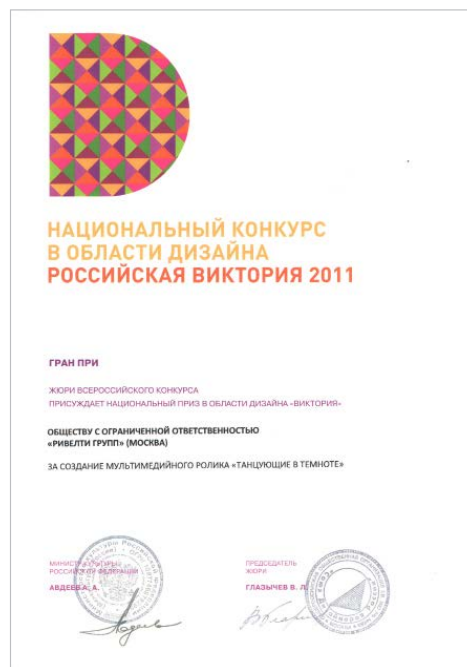 НАЦИОНАЛЬНЫЙ КОНКУРС
В ОБЛАСТИ ДИЗАЙНА
РОССИЙСКАЯ ВИКТОРИЯ 2011
ГРАН ПРИ
ЖЮРИ ВСЕРОССИЙСКОГО КОНКУРСА
ПРИСУЖДАЕТ НАЦИОНАЛЬНЫЙ ПРИЗ В ОБЛАСТИ ДИЗАЙНА «ВИКТОРИЯ»
ОБЩЕСТВУ С ОГРАНИЧЕННОЙ ОТВЕТСТВЕННОСТЬЮ
«РИВЕЛТИ ГРУПП» (МОСКВА)
ЗА СОЗДАНИЕ МУЛЬТИМЕДИЙНОГО РОЛИКА «ТАНЦУЮЩИЕ В ТЕМНОТЕ»
МИНИСТР КУЛЬТУРЫ
РОССИЙСКОЙ ФЕДЕРАЦИИ
АВДЕЕВ А. А.
ПРЕДСЕДАТЕЛЬ
ЖЮРИ
ГЛАЗЫЧЕВ В. Л.